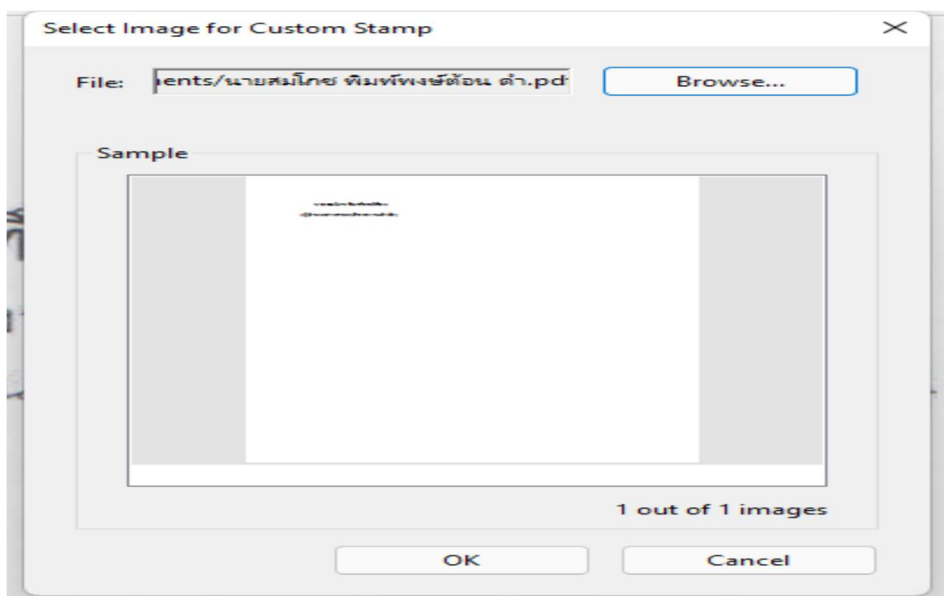 Select Image for Custom Stamp
File: ents/นายสมโภช พิมพ์พงษ์ต้อน ดำ.pd
Browse...
Sample
1 out of 1 images
OK
Cancel